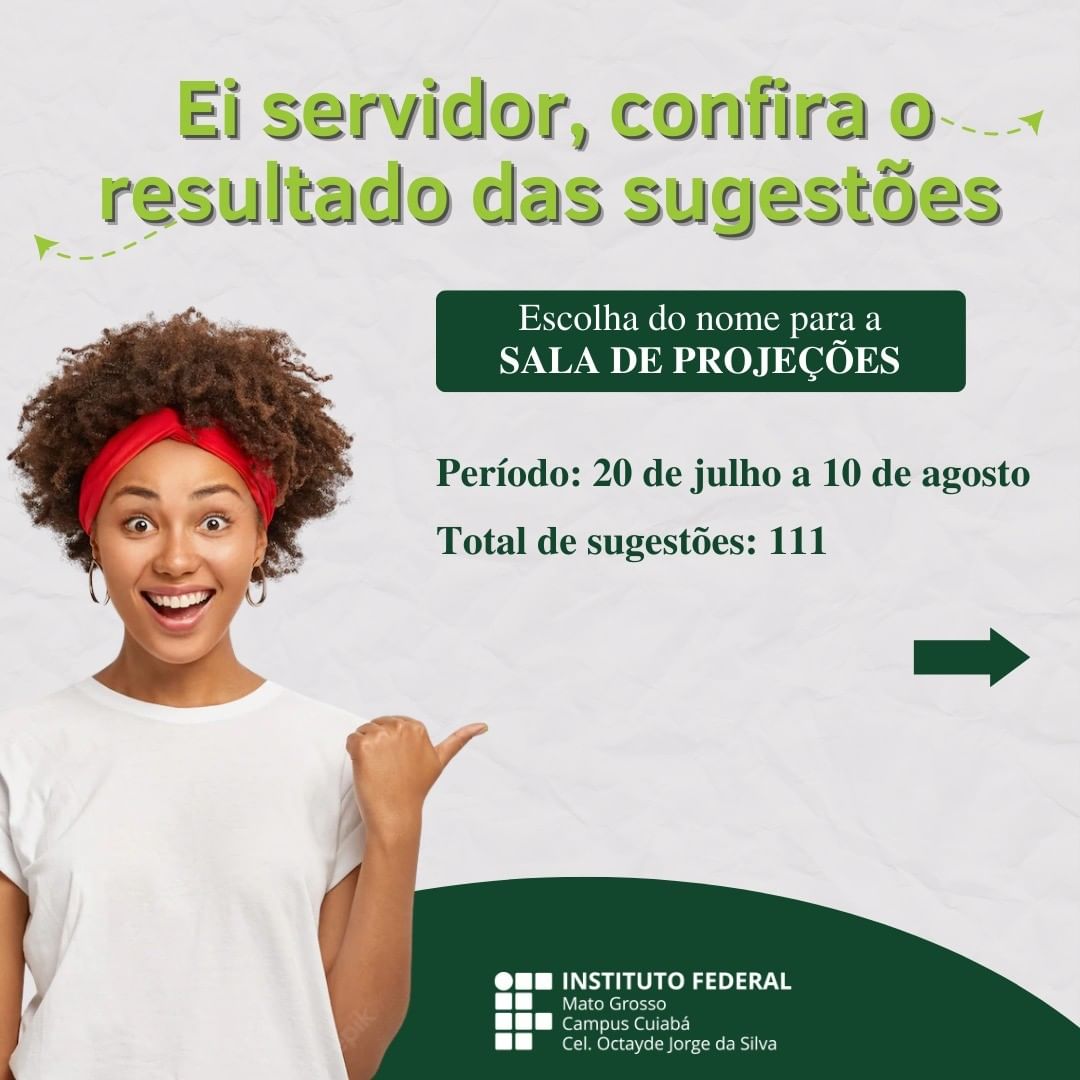 Ei servidor, confira o
resultado das sugestões
Escolha do nome para a
SALA DE PROJEÇÕES
Período: 20 de julho a 10 de agosto
Total de sugestões: 111
INSTITUTO FEDERAL
Mato Grosso
Campus Cuiabá
Cel. Octayde Jorge da Silva